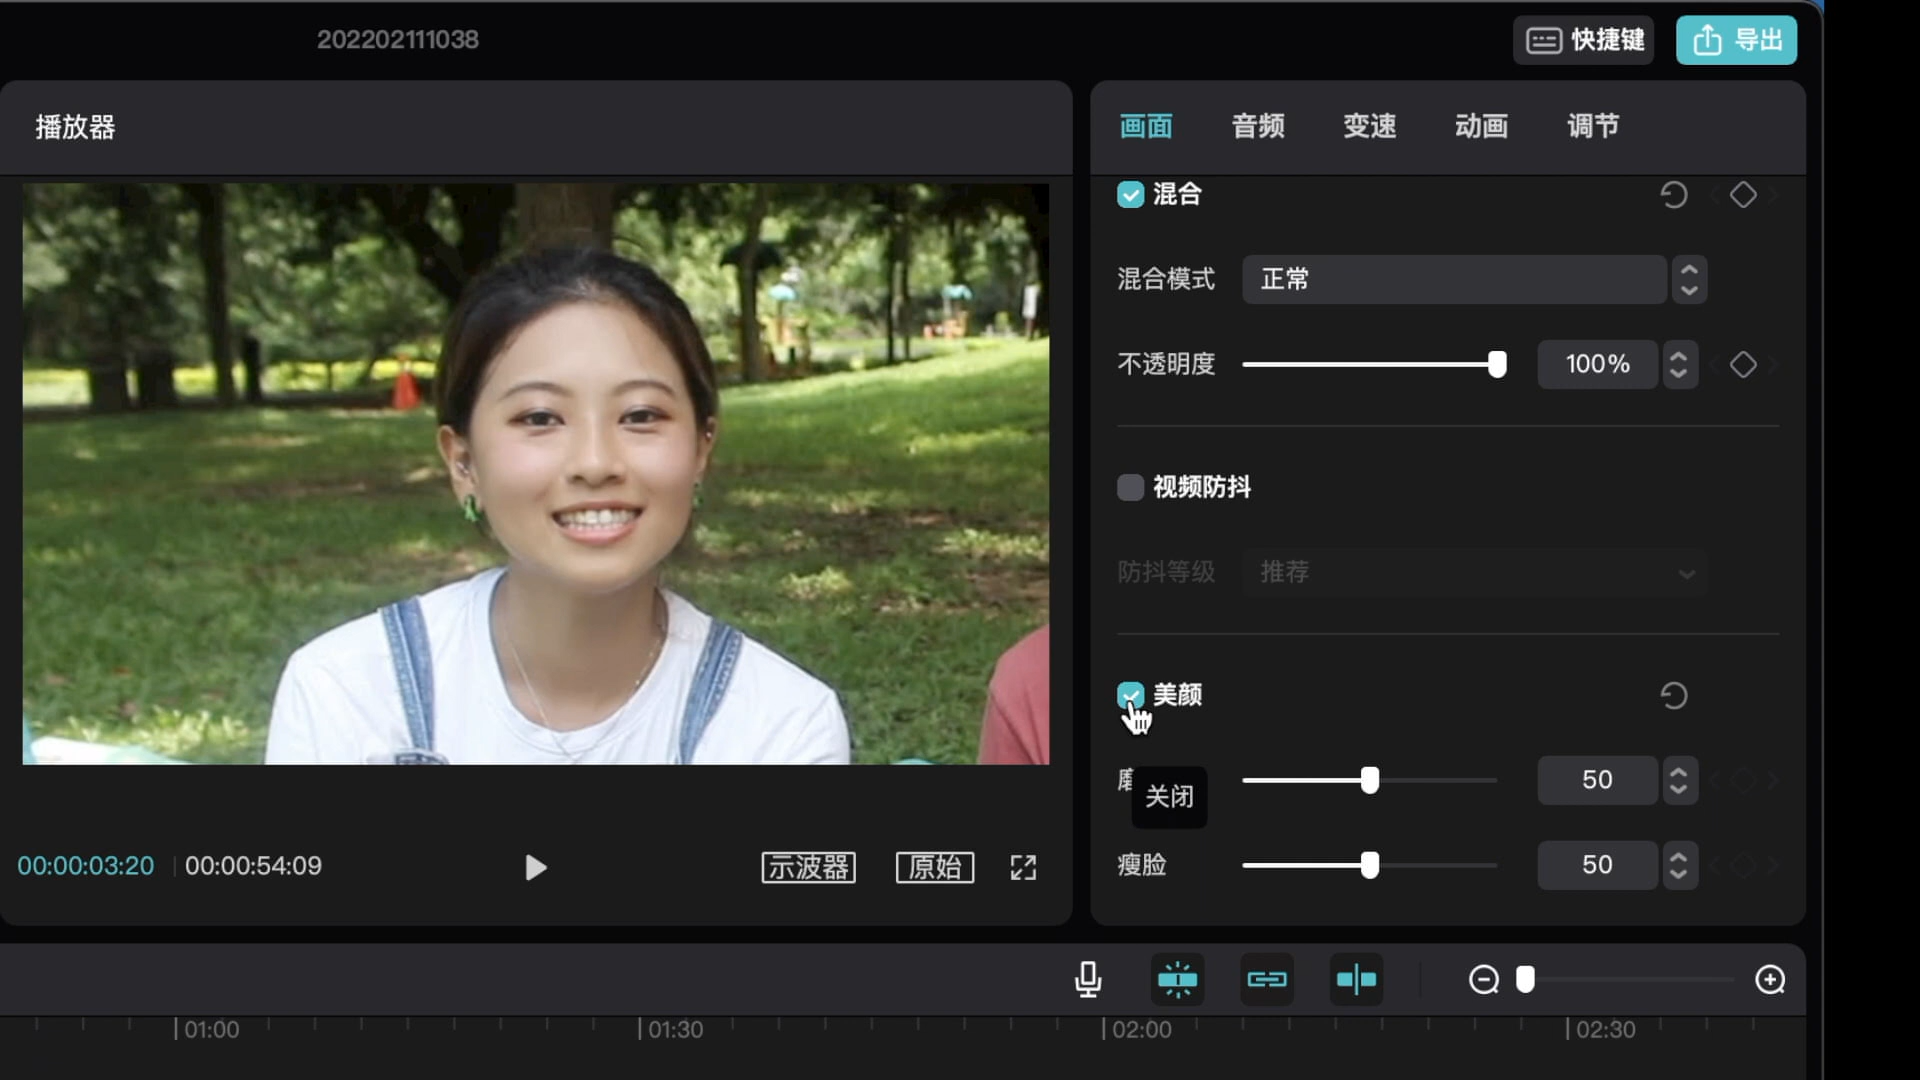 202202111038
快捷键
导出
播放器
画面 音频 变速 动画 调节
混合
混合模式 正常
不透明度 100%
视频防抖
防抖等级 推荐
美颜
50
关闭
瘦脸 50
00:00:03:20 00:00:54:09
示波器 原始
01:00 01:30 02:00 02:30